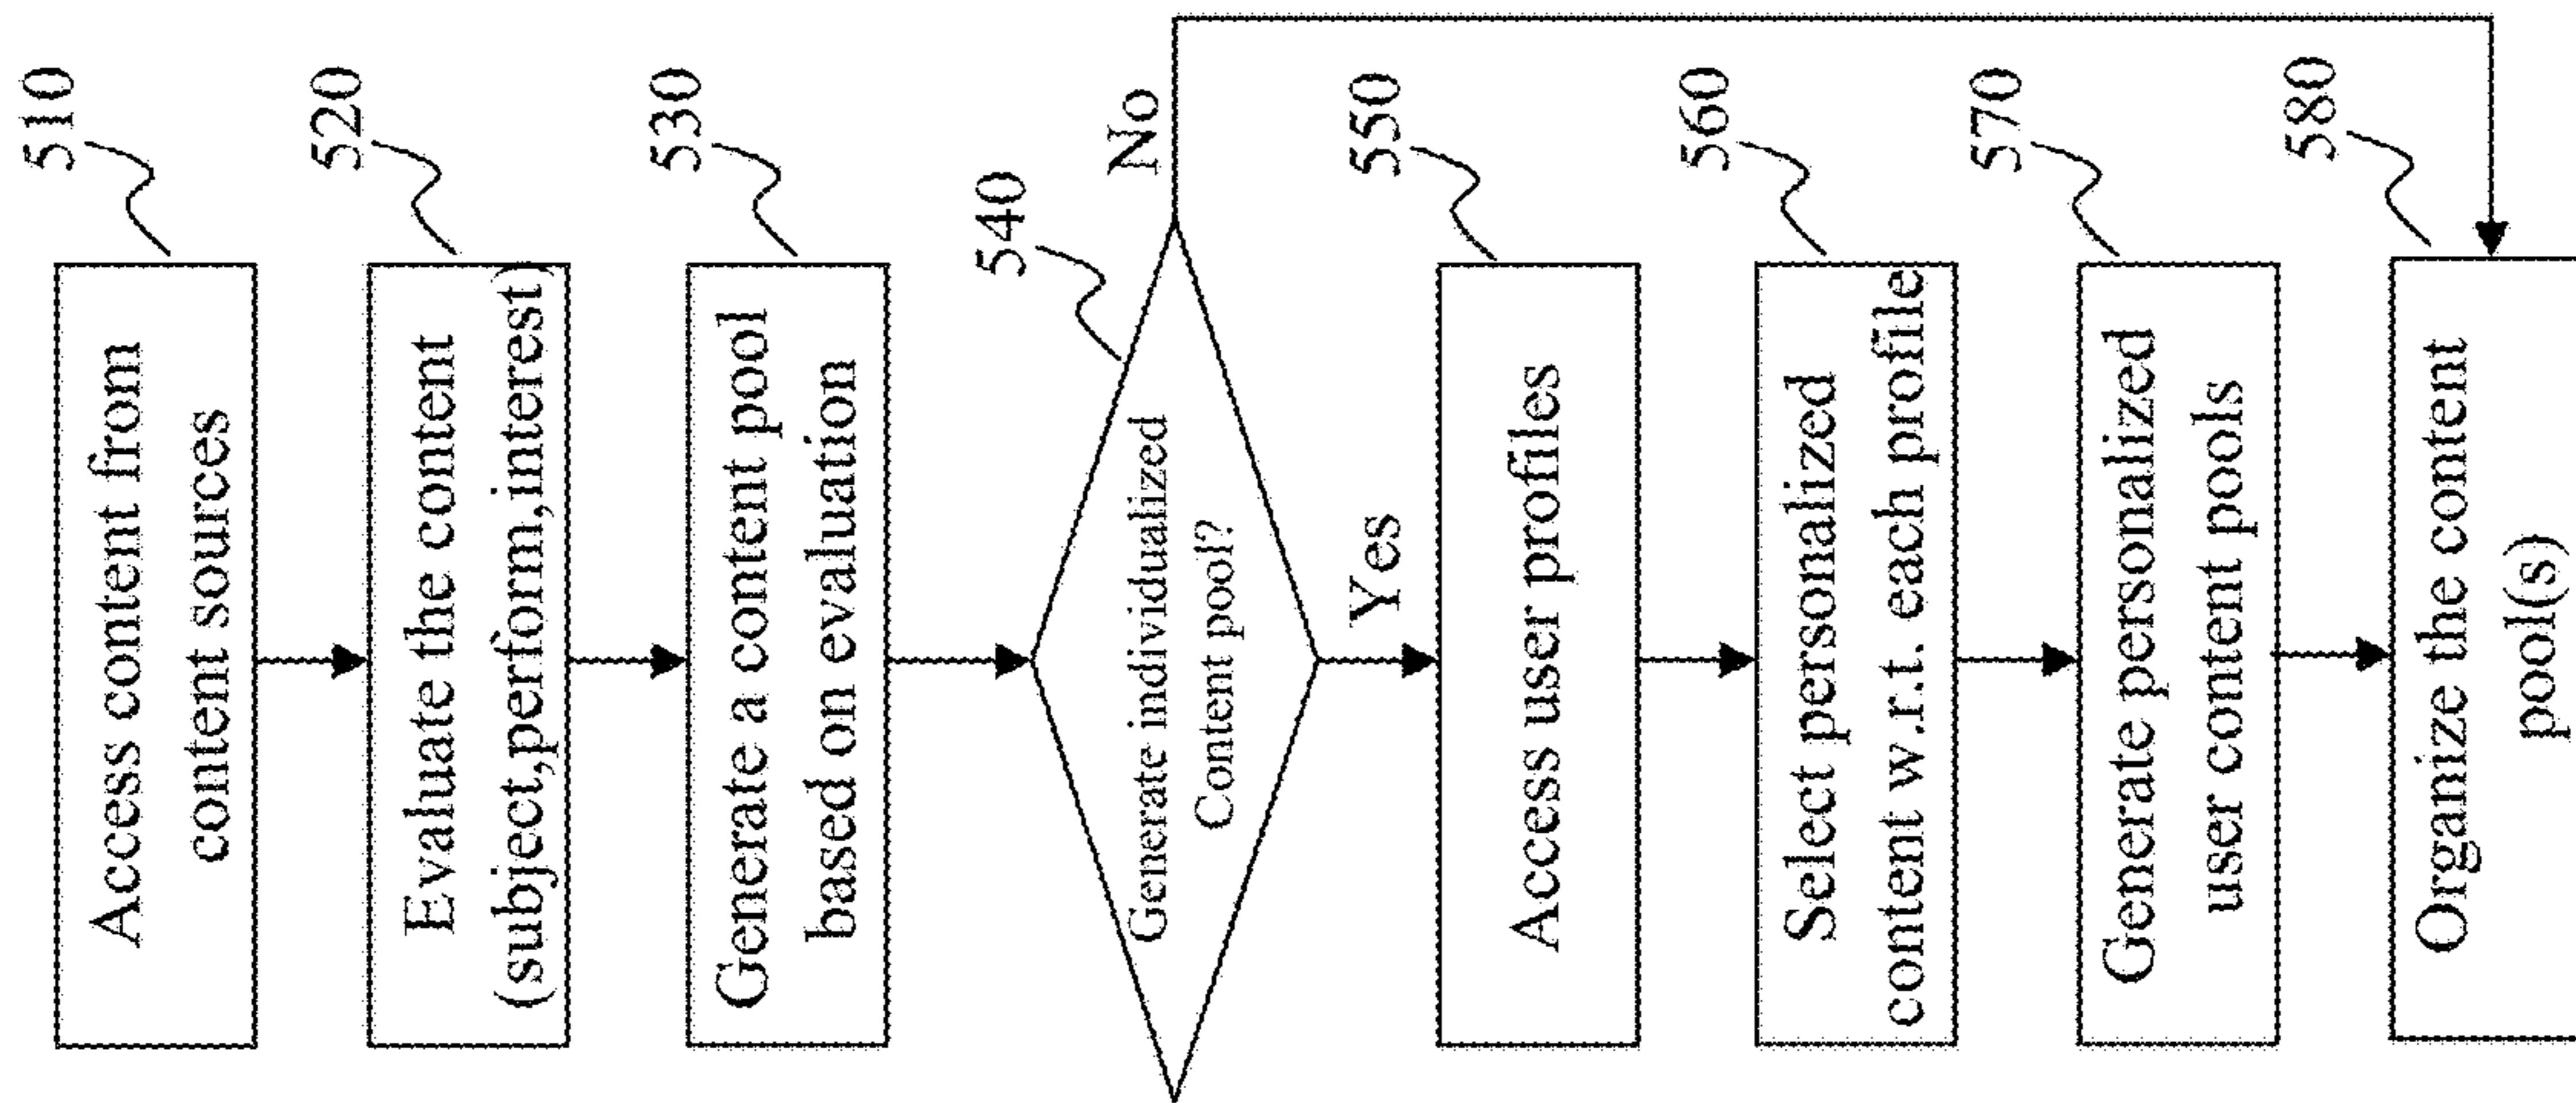 510
Access content from
content sources
520
Evaluate the content
(subject,perform,interest)
530
Generate a content pool
based on evaluation
540
Generate individualized
Content pool?
No
Yes
550
Access user profiles
560
Select personalized
content w.r.t. each profile
570
Generate personalized
user content pools
580
Organize the content
pool(s)